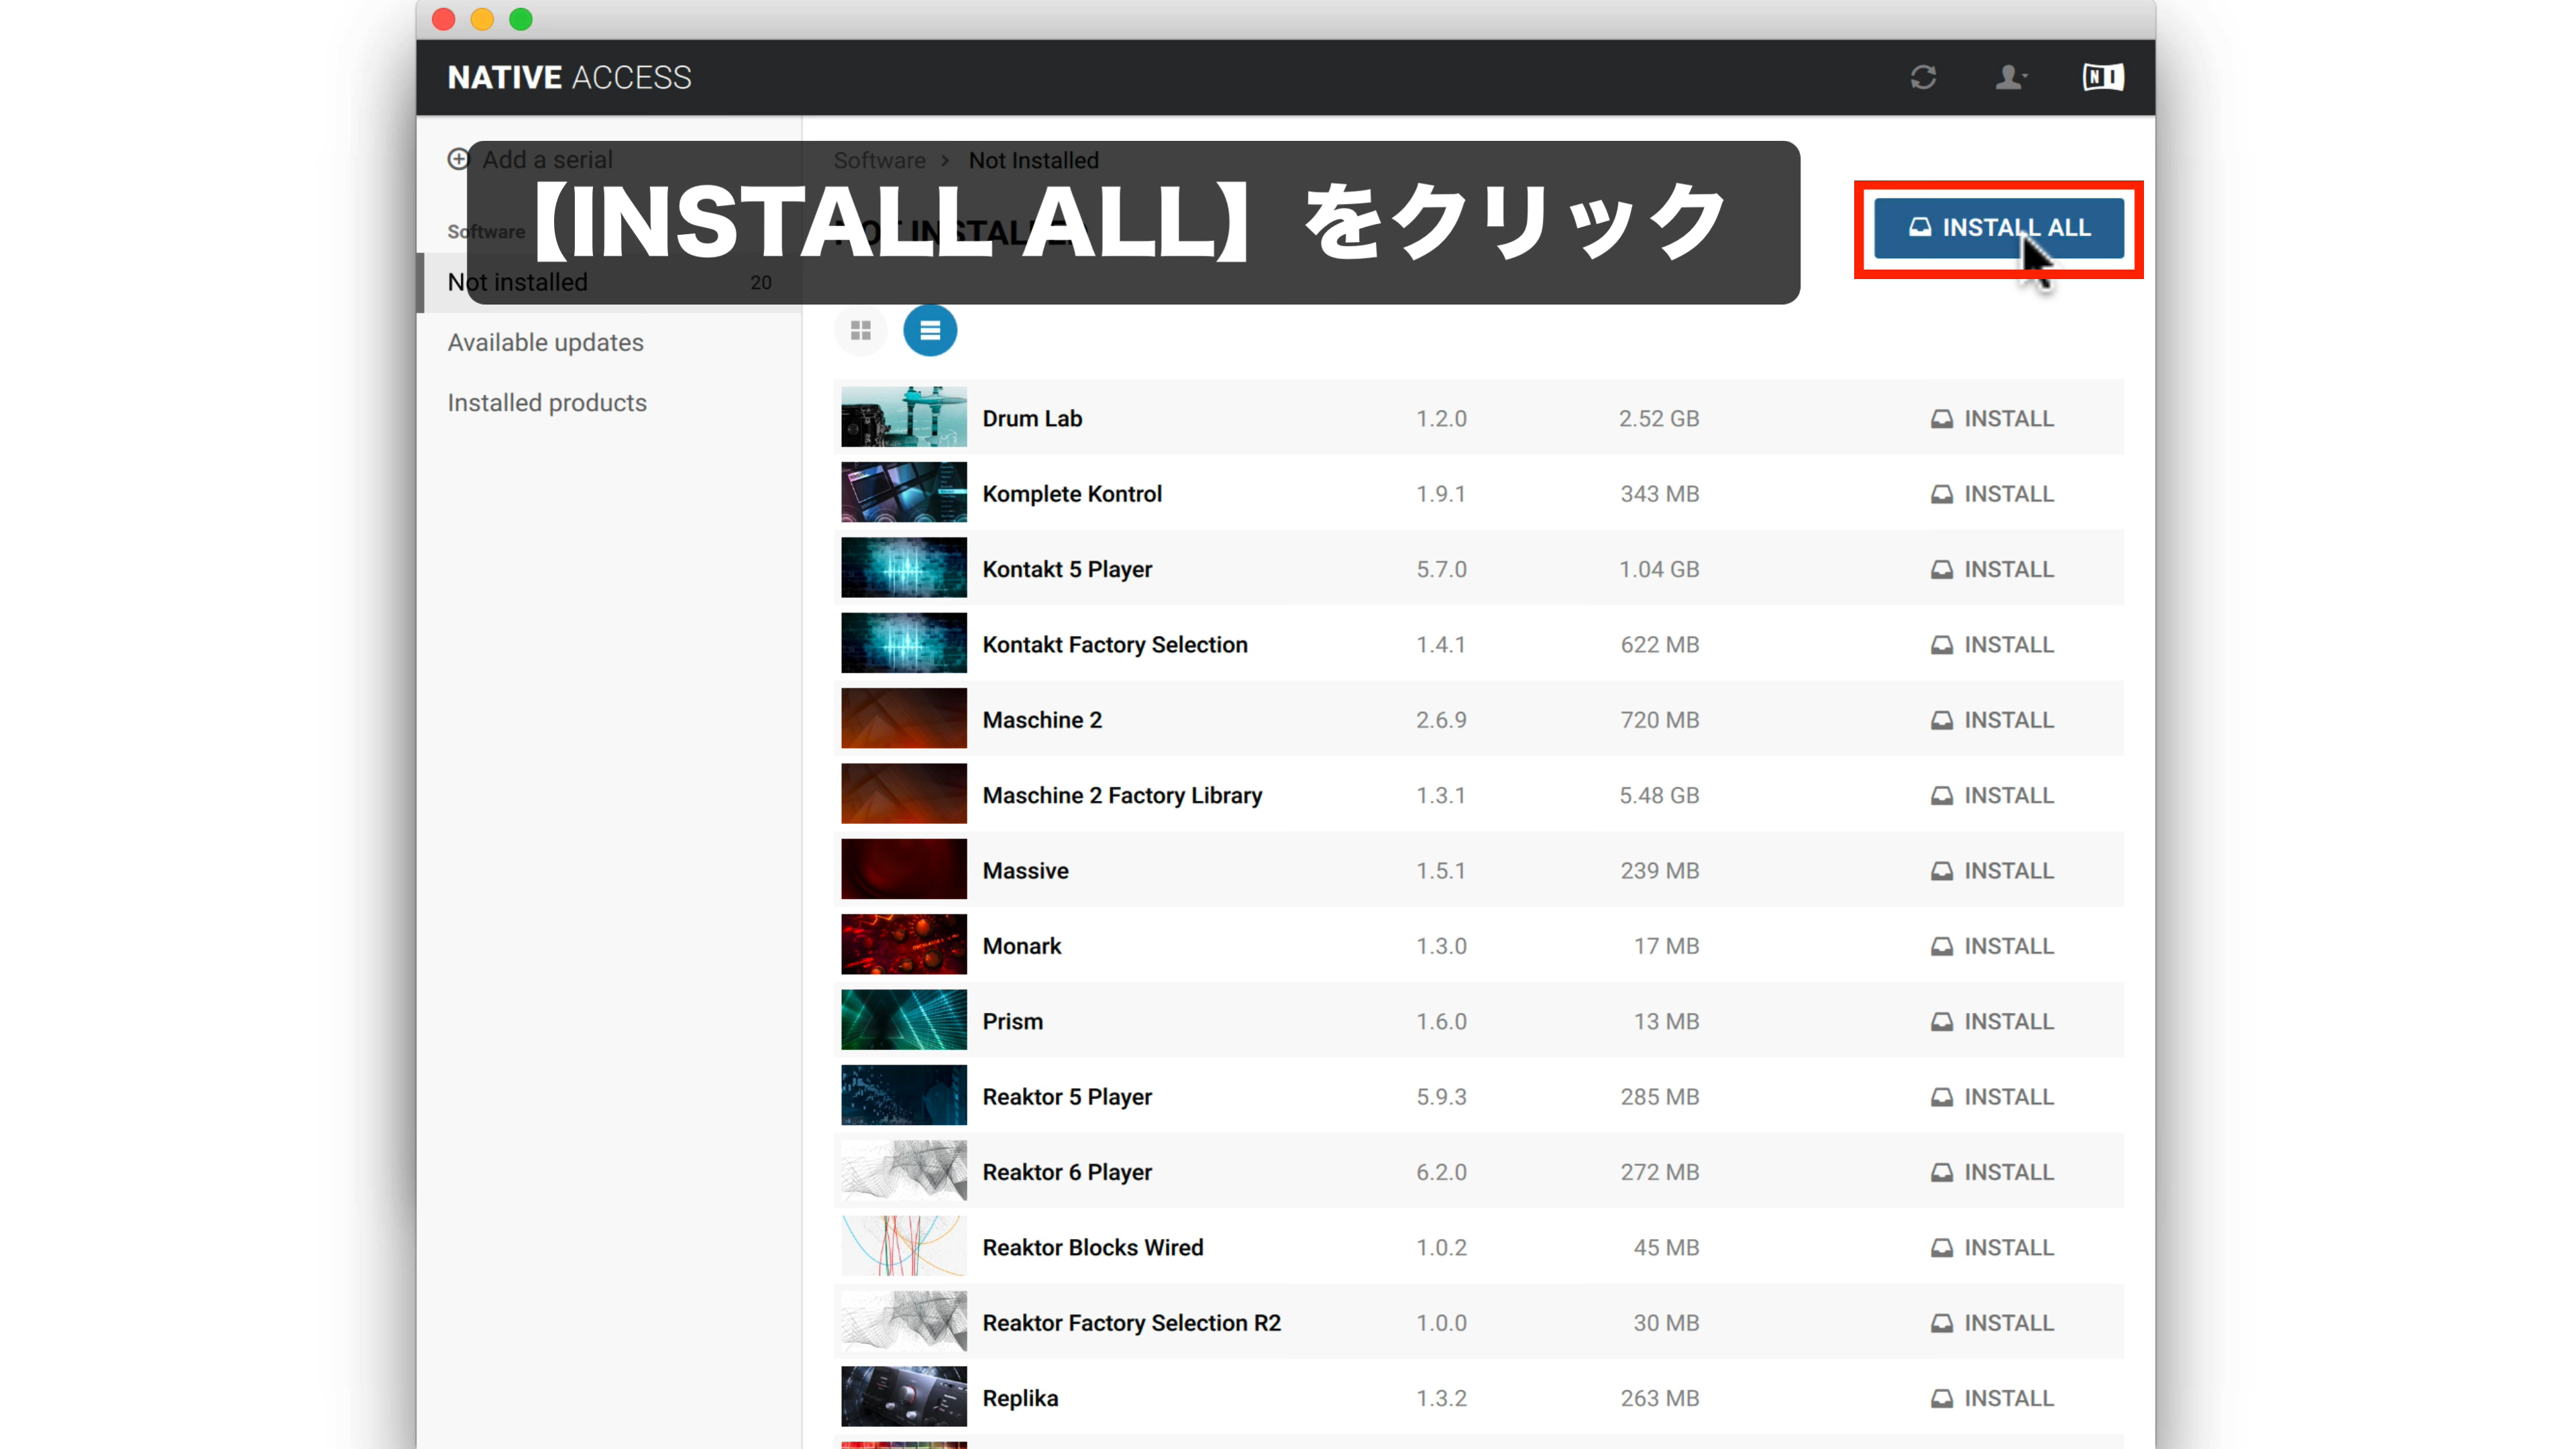 NATIVE ACCESS
NI
Add a serial
Software > Not Installed
【INSTALL ALL】をクリック
NOT INSTALLED
INSTALL ALL
Software
Not installed 20
Available updates
Installed products
Drum Lab 1.2.0 2.52 GB INSTALL
Komplete Kontrol 1.9.1 343 MB INSTALL
Kontakt 5 Player 5.7.0 1.04 GB INSTALL
Kontakt Factory Selection 1.4.1 622 MB INSTALL
Maschine 2 2.6.9 720 MB INSTALL
Maschine 2 Factory Library 1.3.1 5.48 GB INSTALL
Massive 1.5.1 239 MB INSTALL
Monark 1.3.0 17 MB INSTALL
Prism 1.6.0 13 MB INSTALL
Reaktor 5 Player 5.9.3 285 MB INSTALL
Reaktor 6 Player 6.2.0 272 MB INSTALL
Reaktor Blocks Wired 1.0.2 45 MB INSTALL
Reaktor Factory Selection R2 1.0.0 30 MB INSTALL
Replika 1.3.2 263 MB INSTALL